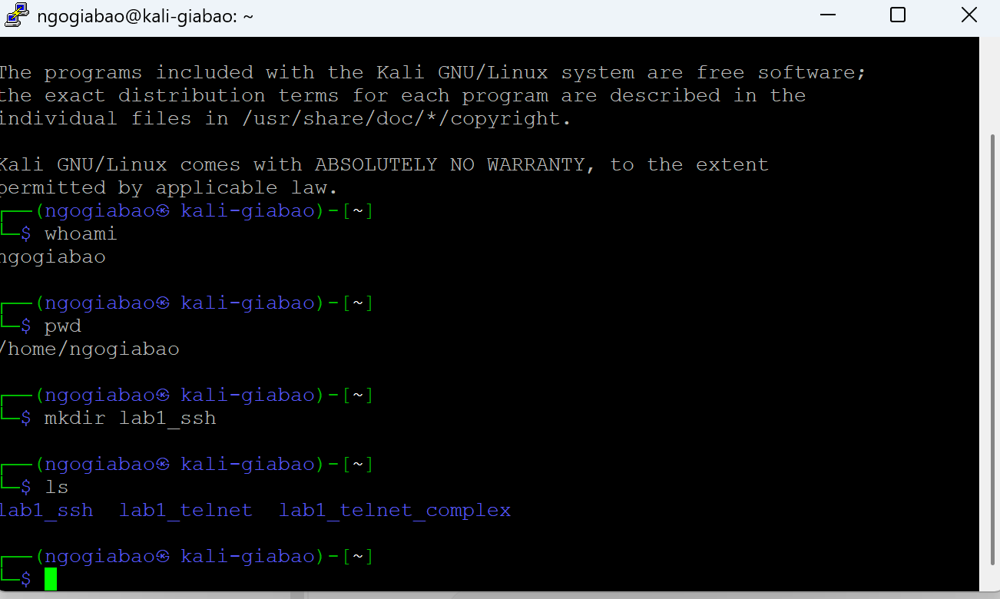 ngogiabao@kali-giabao: ~
The programs included with the Kali GNU/Linux system are free software;
the exact distribution terms for each program are described in the
individual files in /usr/share/doc/*/copyright.
Kali GNU/Linux comes with ABSOLUTELY NO WARRANTY, to the extent
permitted by applicable law.
┌──(ngogiabao㉿ kali-giabao)-[~]
└─$ whoami
ngogiabao
┌──(ngogiabao㉿ kali-giabao)-[~]
└─$ pwd
/home/ngogiabao
┌──(ngogiabao㉿ kali-giabao)-[~]
└─$ mkdir lab1_ssh
┌──(ngogiabao㉿ kali-giabao)-[~]
└─$ ls
lab1_ssh  lab1_telnet  lab1_telnet_complex
┌──(ngogiabao㉿ kali-giabao)-[~]
└─$